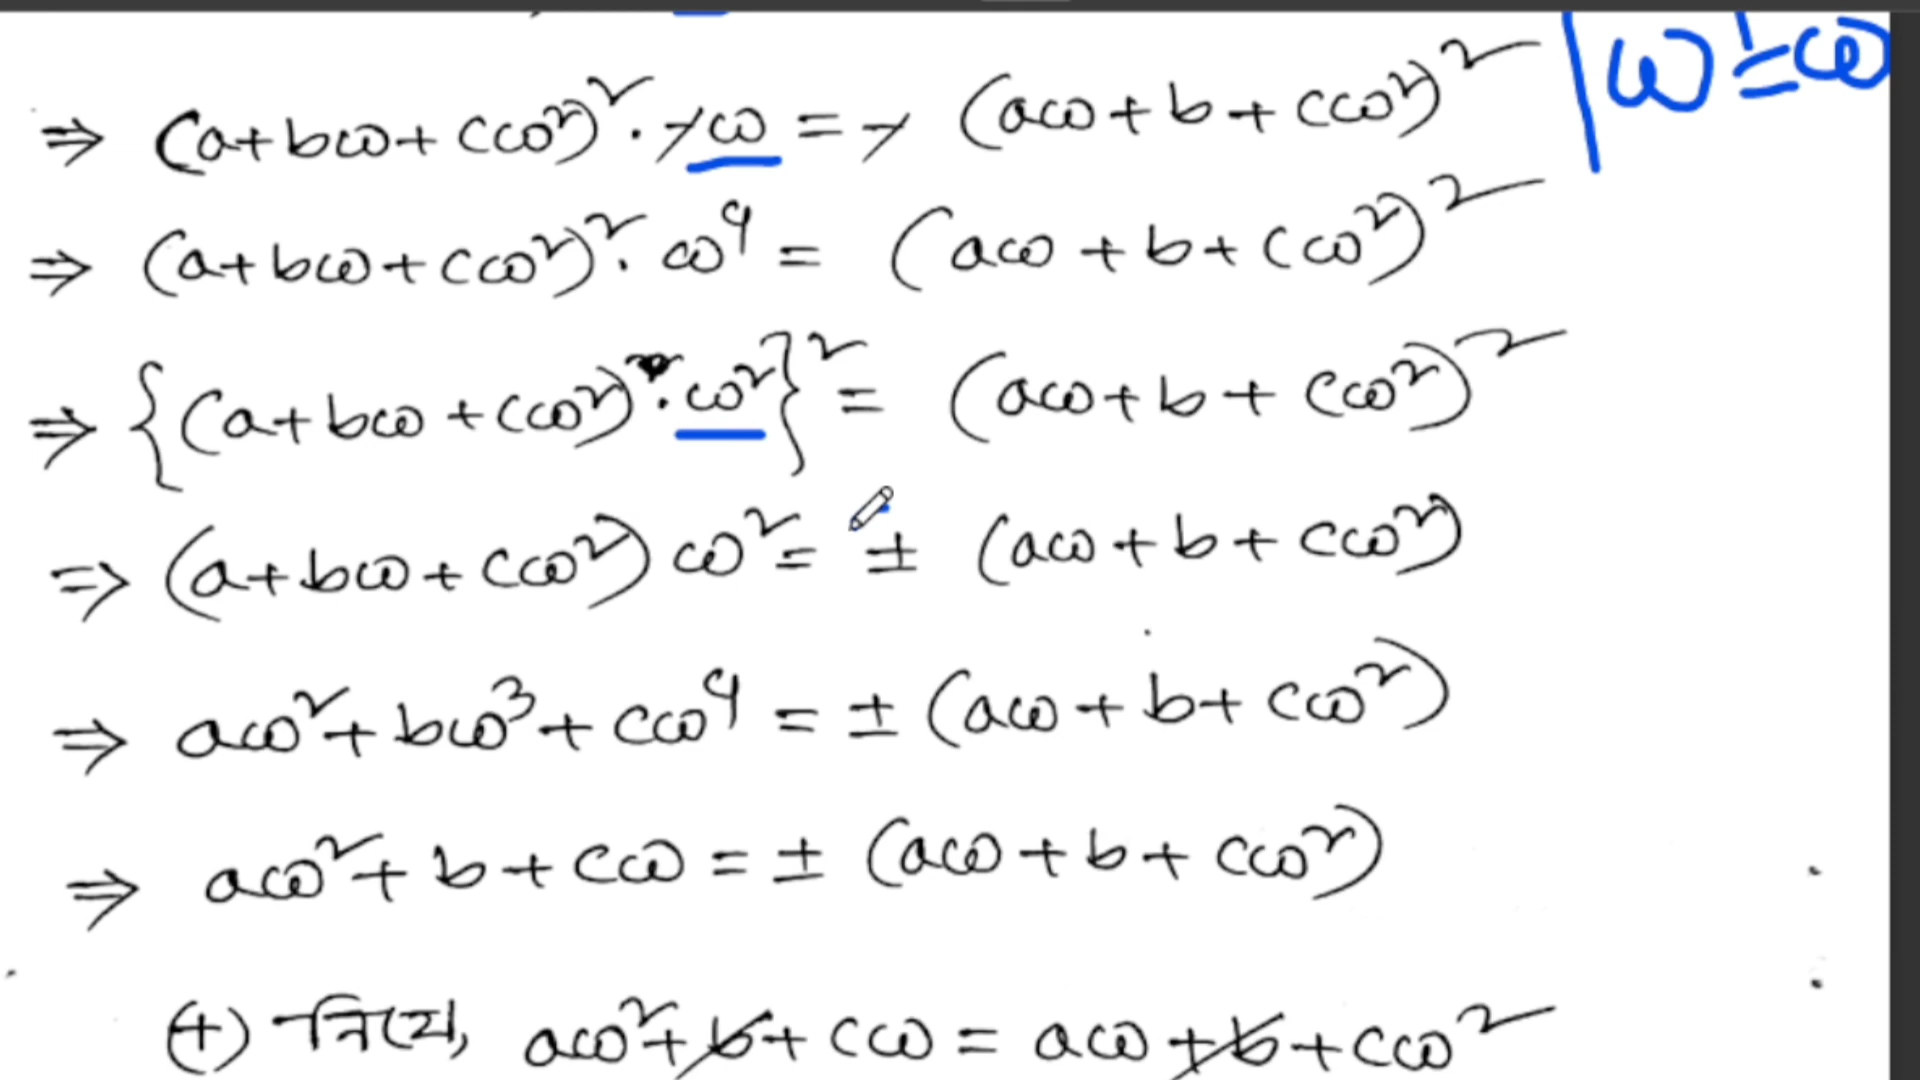 ⇒ (a+bω+cω²)². -ω = - (aω+b+cω²)²
ω⁴=ω
⇒ (a+bω+cω²)². ω⁴ = (aω+b+cω²)²
⇒ {(a+bω+cω²).ω²}² = (aω+b+cω²)²
⇒ (a+bω+cω²) ω² = ± (aω+b+cω²)
⇒ aω²+bω³+cω⁴ = ± (aω+b+cω²)
⇒ aω²+b+cω = ± (aω+b+cω²)
(+) নিয়ে, aω²+b+cω = aω+b+cω²